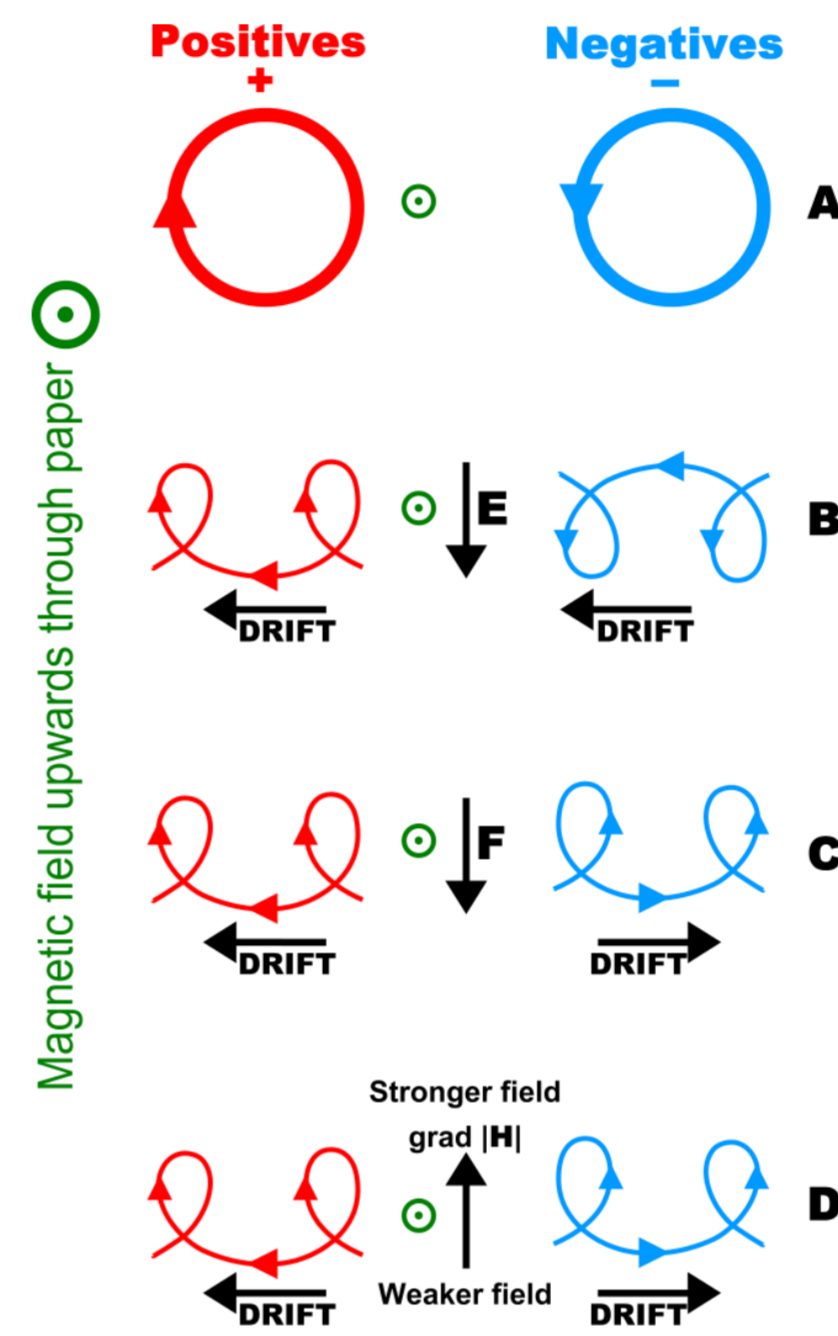 Positives
+
Negatives
−
A
Magnetic field upwards through paper
E
B
DRIFT
DRIFT
F
C
DRIFT
DRIFT
Stronger field
grad |H|
D
Weaker field
DRIFT
DRIFT